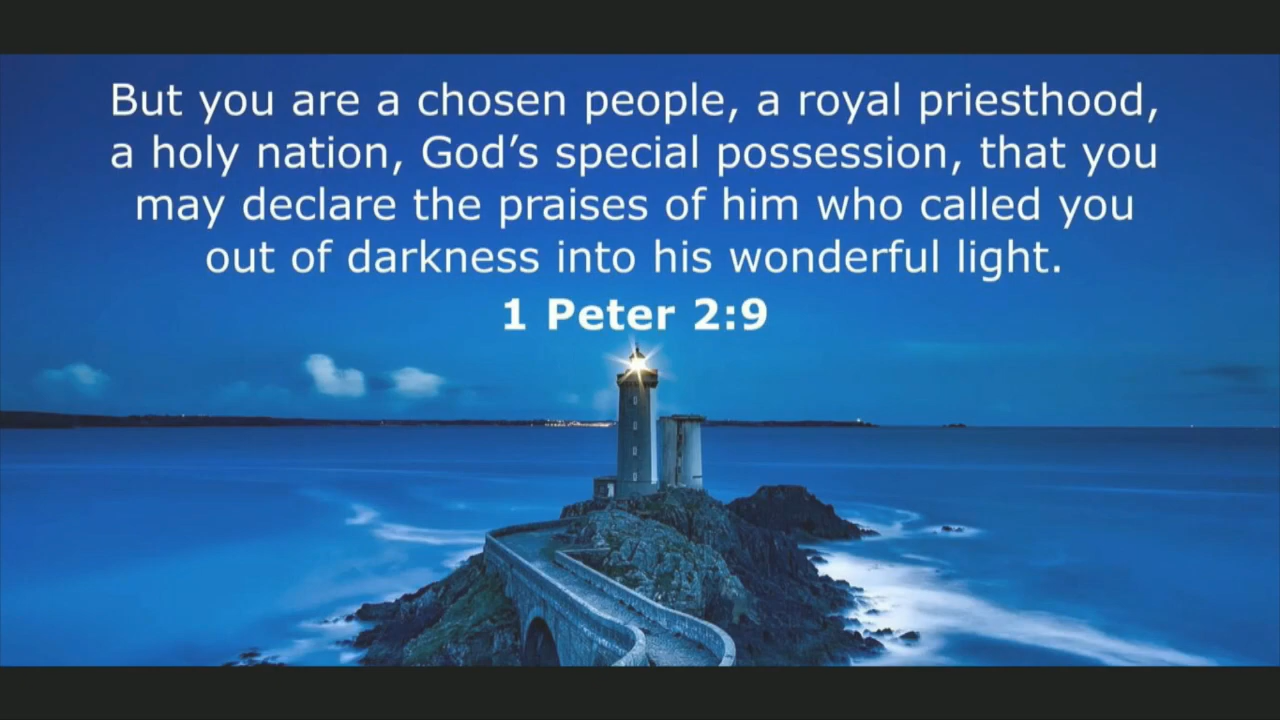 But you are a chosen people, a royal priesthood,
a holy nation, God’s special possession, that you
may declare the praises of him who called you
out of darkness into his wonderful light.
1 Peter 2:9